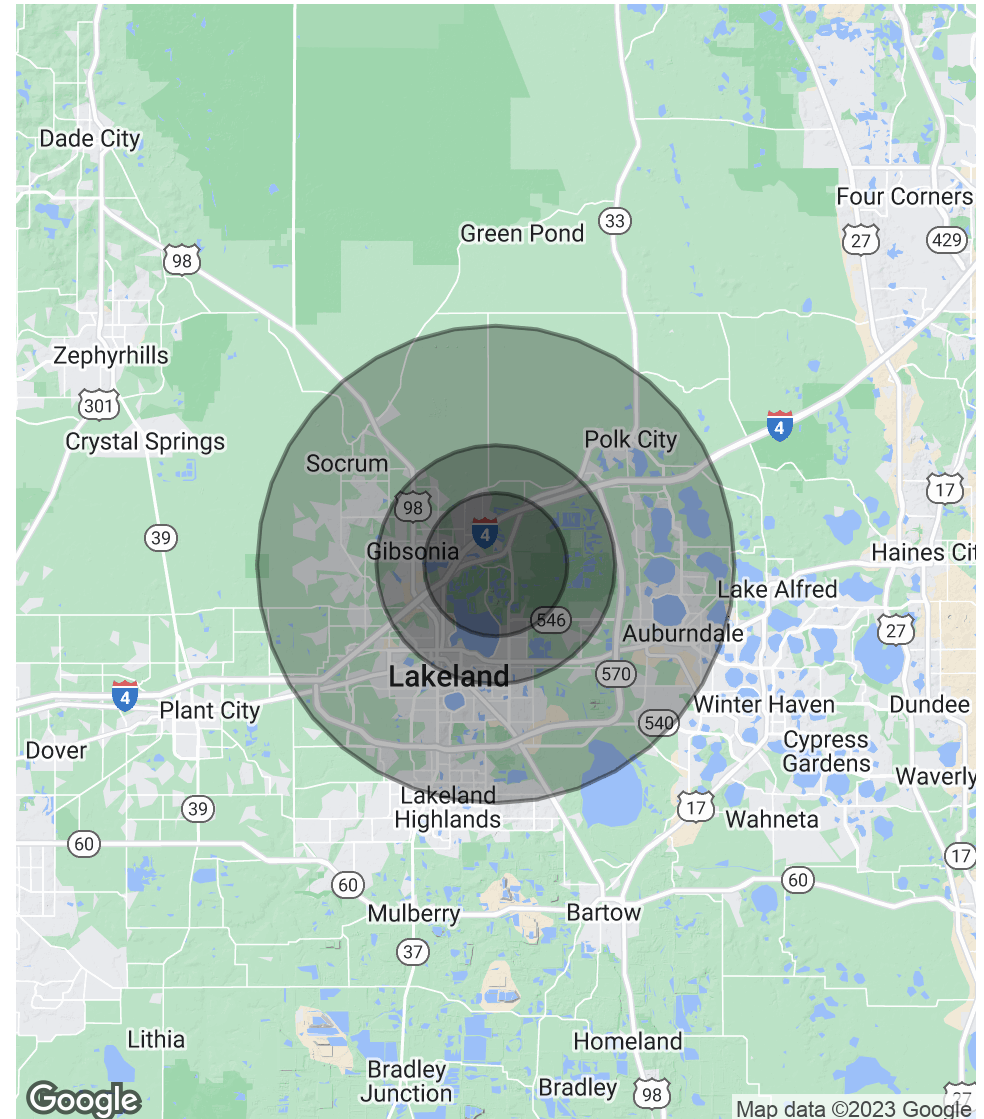 Dade City
Four Corners
33
Green Pond
27
429
98
Zephyrhills
301
4
Crystal Springs
Polk City
Socrum
17
98
39
4
Gibsonia
Haines Cit
Lake Alfred
546
27
Auburndale
Lakeland
570
4
Plant City
Winter Haven
Dundee
540
Dover
Cypress
Gardens
Waverly
Lakeland
Highlands
39
17
Wahneta
60
17
60
60
Mulberry
Bartow
37
Lithia
Homeland
Bradley
Junction
Bradley
98
27
Google
Map data ©2023 Google